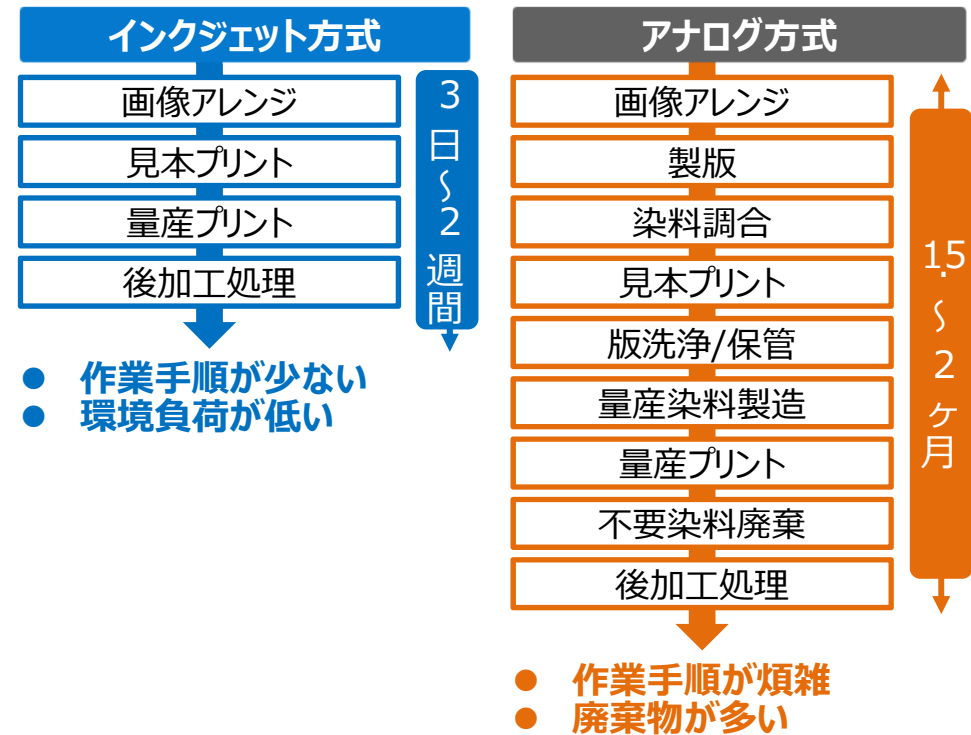 インクジェット方式
画像アレンジ
見本プリント
量産プリント
後加工処理
3日～2週間
● 作業手順が少ない
● 環境負荷が低い
アナログ方式
画像アレンジ
製版
染料調合
見本プリント
版洗浄/保管
量産染料製造
量産プリント
不要染料廃棄
後加工処理
1.5～2ヶ月
● 作業手順が煩雑
● 廃棄物が多い